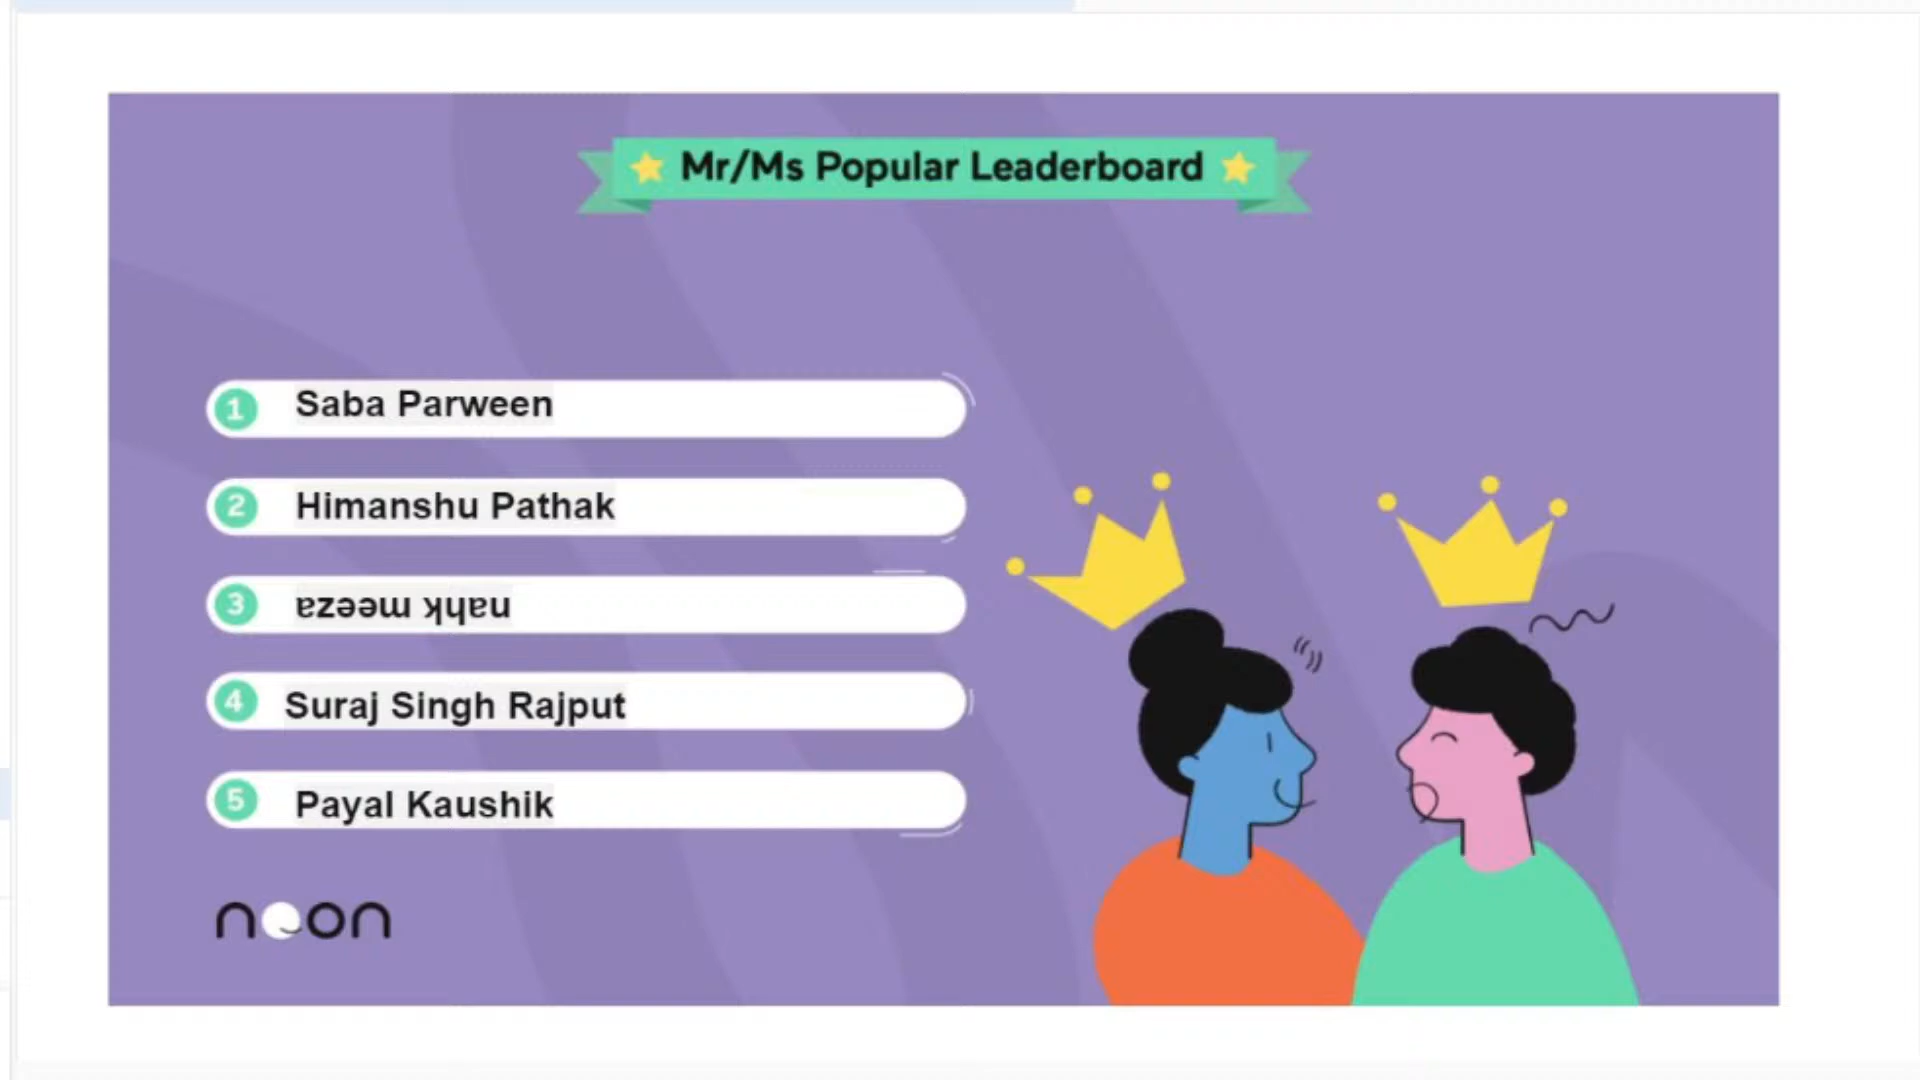 Mr/Ms Popular Leaderboard
1 Saba Parween
2 Himanshu Pathak
3 ɐzǝǝɯ ʞɥɐu
4 Suraj Singh Rajput
5 Payal Kaushik
noon